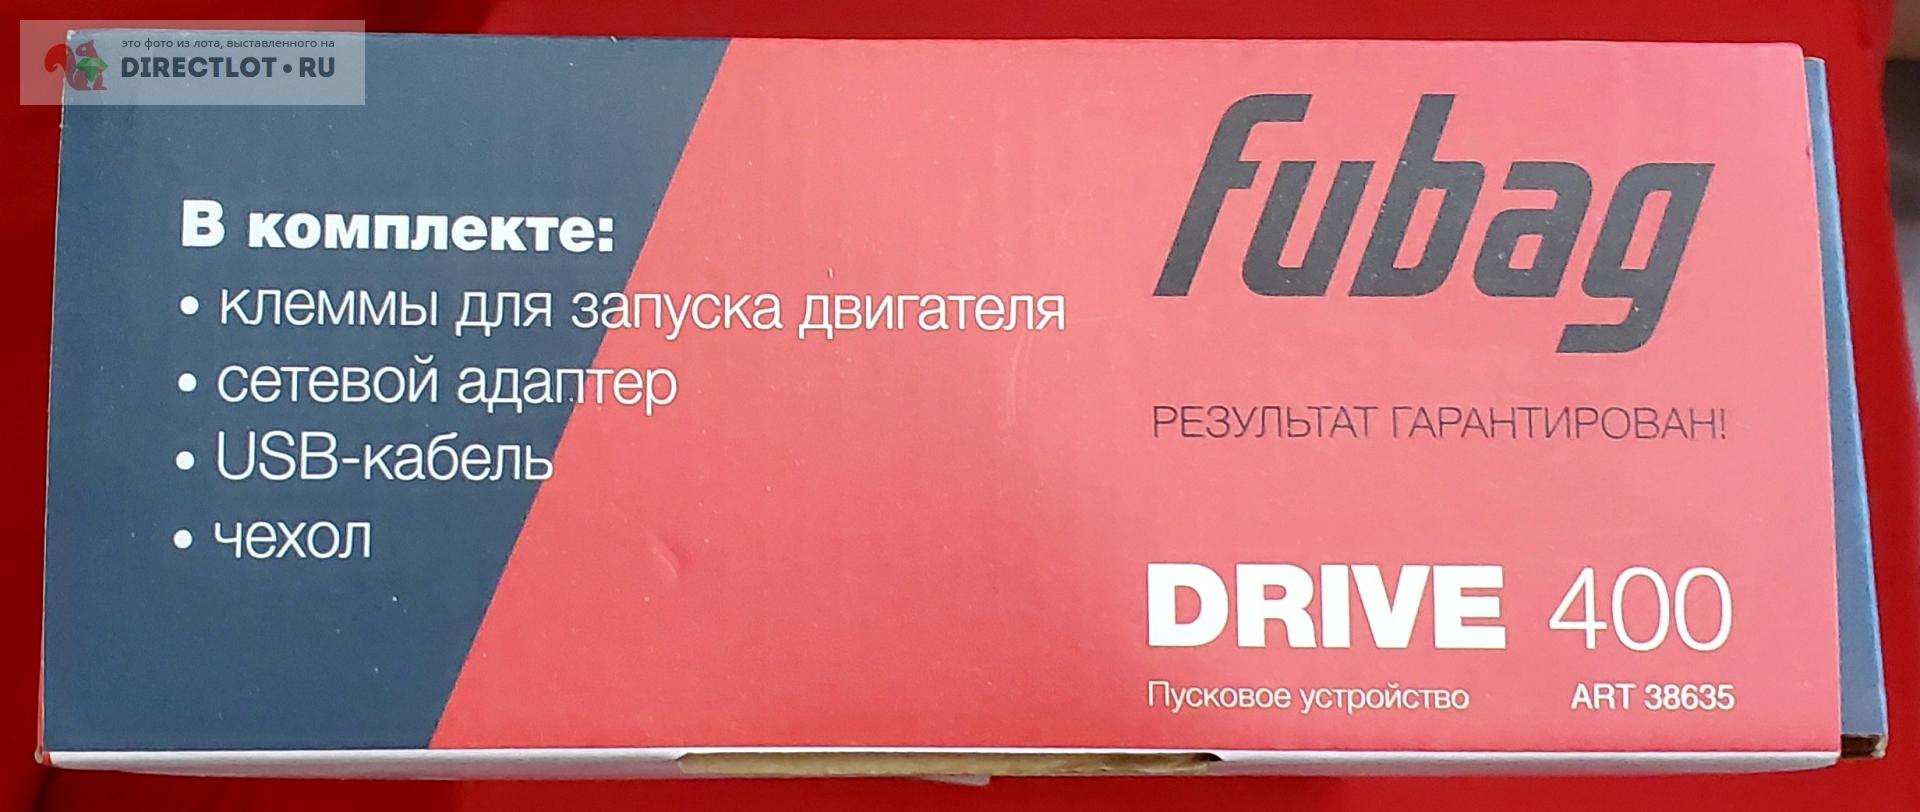 это фото из лота, выставленного на
DIRECTLOT•RU
В комплекте:
• клеммы для запуска двигателя
• сетевой адаптер
• USB-кабель
• чехол
fubag
РЕЗУЛЬТАТ ГАРАНТИРОВАН!
DRIVE 400
Пусковое устройство ART 38635